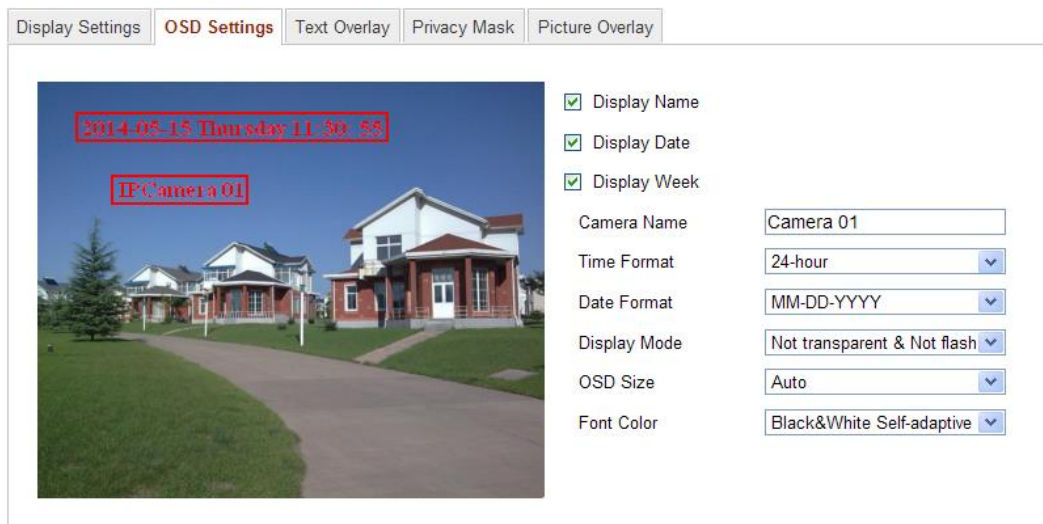 Display Settings
OSD Settings
Text Overlay
Privacy Mask
Picture Overlay
2014-05-15 Thursday 11:30:55
IPCamera 01
Display Name
Display Date
Display Week
Camera Name
Camera 01
Time Format
24-hour
Date Format
MM-DD-YYYY
Display Mode
Not transparent & Not flash
OSD Size
Auto
Font Color
Black&White Self-adaptive